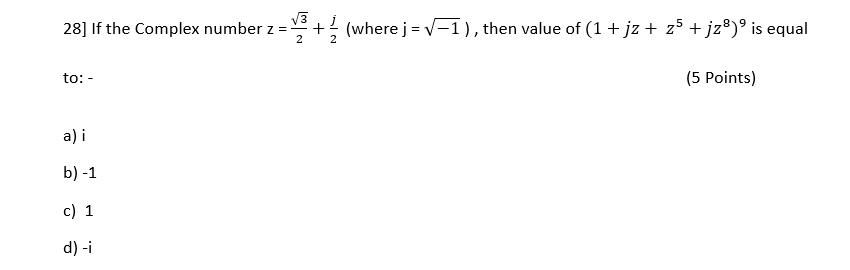 28] If the Complex number z = √3/2 + j/2 (where j = √−1 ) , then value of (1 + jz + z⁵ + jz⁸)⁹ is equal
to: - (5 Points)
a) i
b) -1
c) 1
d) -i